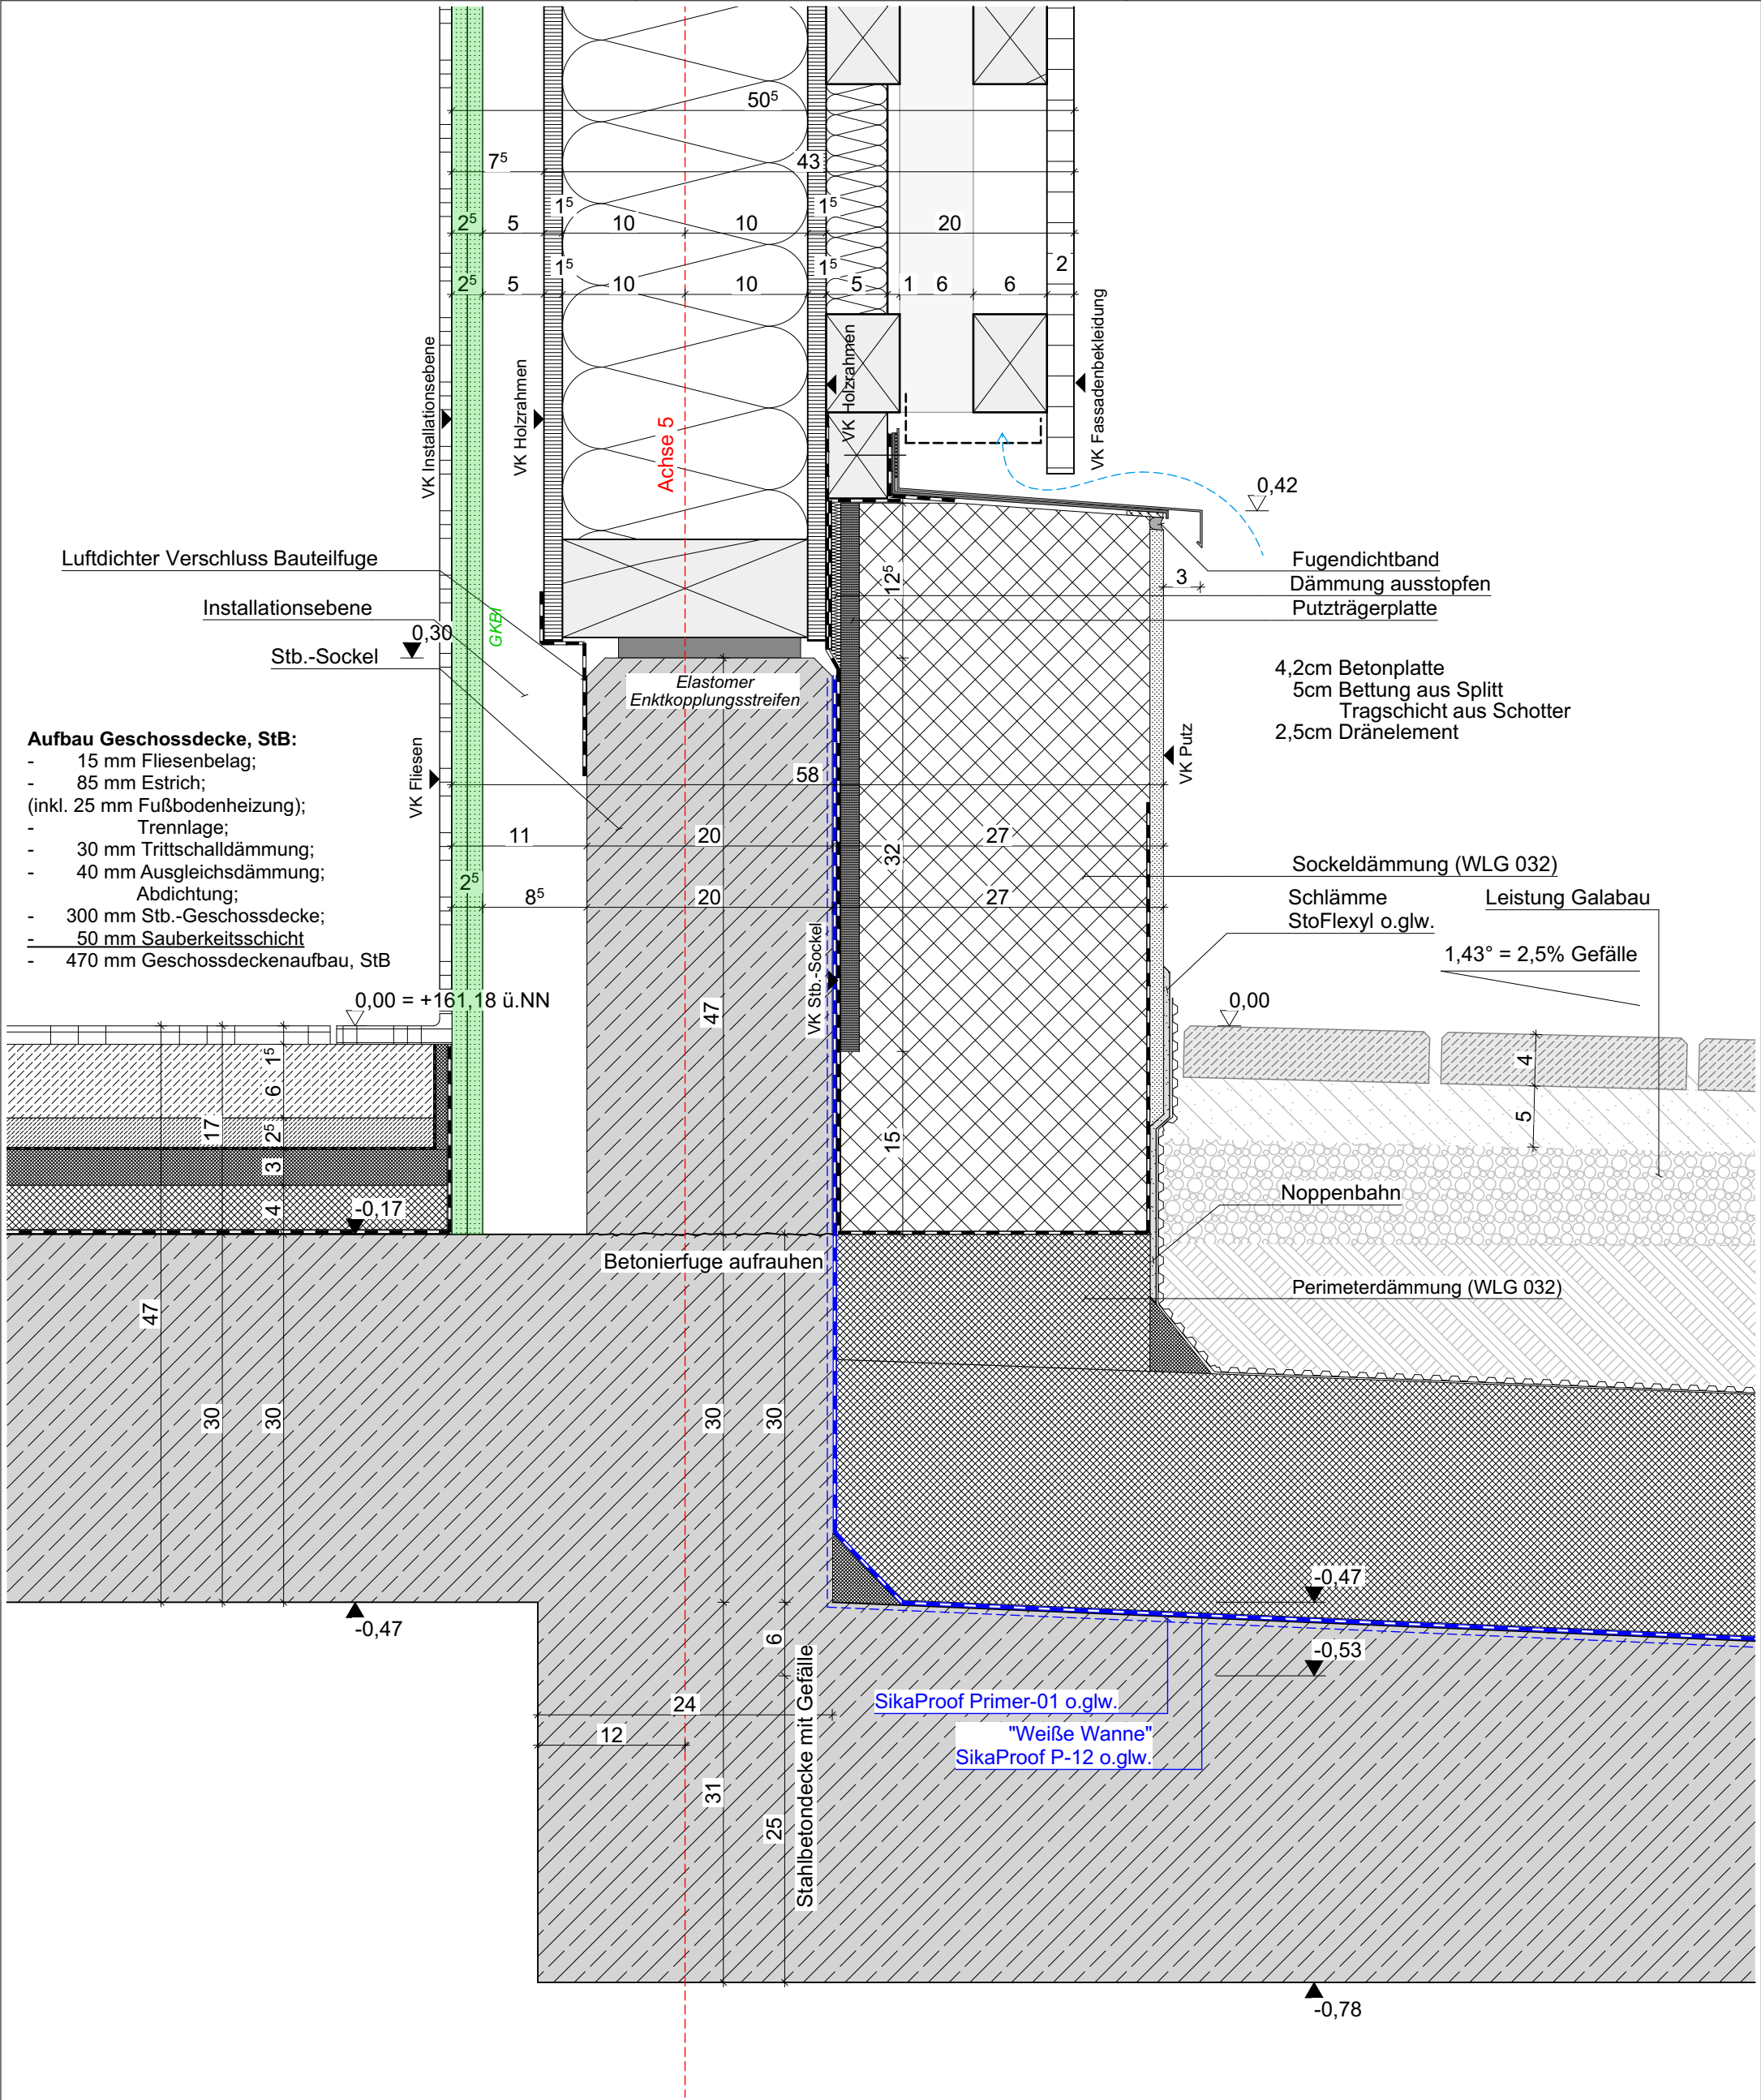 50⁵
7⁵ 43
1⁵ 1⁵
2⁵ 5 10 10 20
1⁵ 1⁵ 2
2⁵ 5 10 10 5 1 6 6
VK Installationsebene
VK Holzrahmen
Achse 5
VK Holzrahmen
VK Fassadenbekleidung
0,42
Luftdichter Verschluss Bauteilfuge
Installationsebene
0,30
Stb.-Sockel
GKBI
Elastomer
Enktkopplungsstreifen
12⁵
3
Fugendichtband
Dämmung ausstopfen
Putzträgerplatte
4,2cm Betonplatte
5cm Bettung aus Splitt
Tragschicht aus Schotter
2,5cm Dränelement
Aufbau Geschossdecke, StB:
- 15 mm Fliesenbelag;
- 85 mm Estrich;
(inkl. 25 mm Fußbodenheizung);
- Trennlage;
- 30 mm Trittschalldämmung;
- 40 mm Ausgleichsdämmung;
Abdichtung;
- 300 mm Stb.-Geschossdecke;
- 50 mm Sauberkeitsschicht
- 470 mm Geschossdeckenaufbau, StB
VK Fliesen
VK Putz
58
11 20 32 27
2⁵ 8⁵ 20 27
VK Stb.-Sockel
47
15
Sockeldämmung (WLG 032)
Schlämme
StoFlexyl o.glw.
Leistung Galabau
1,43° = 2,5% Gefälle
0,00 = +161,18 ü.NN
0,00
1⁵
6
17
2⁵
3
4
-0,17
4
5
Noppenbahn
Betonierfuge aufrauhen
Perimeterdämmung (WLG 032)
47
30
30
30
30
-0,47
-0,47
6
-0,53
24
12
31
25
Stahlbetondecke mit Gefälle
SikaProof Primer-01 o.glw.
"Weiße Wanne"
SikaProof P-12 o.glw.
-0,78